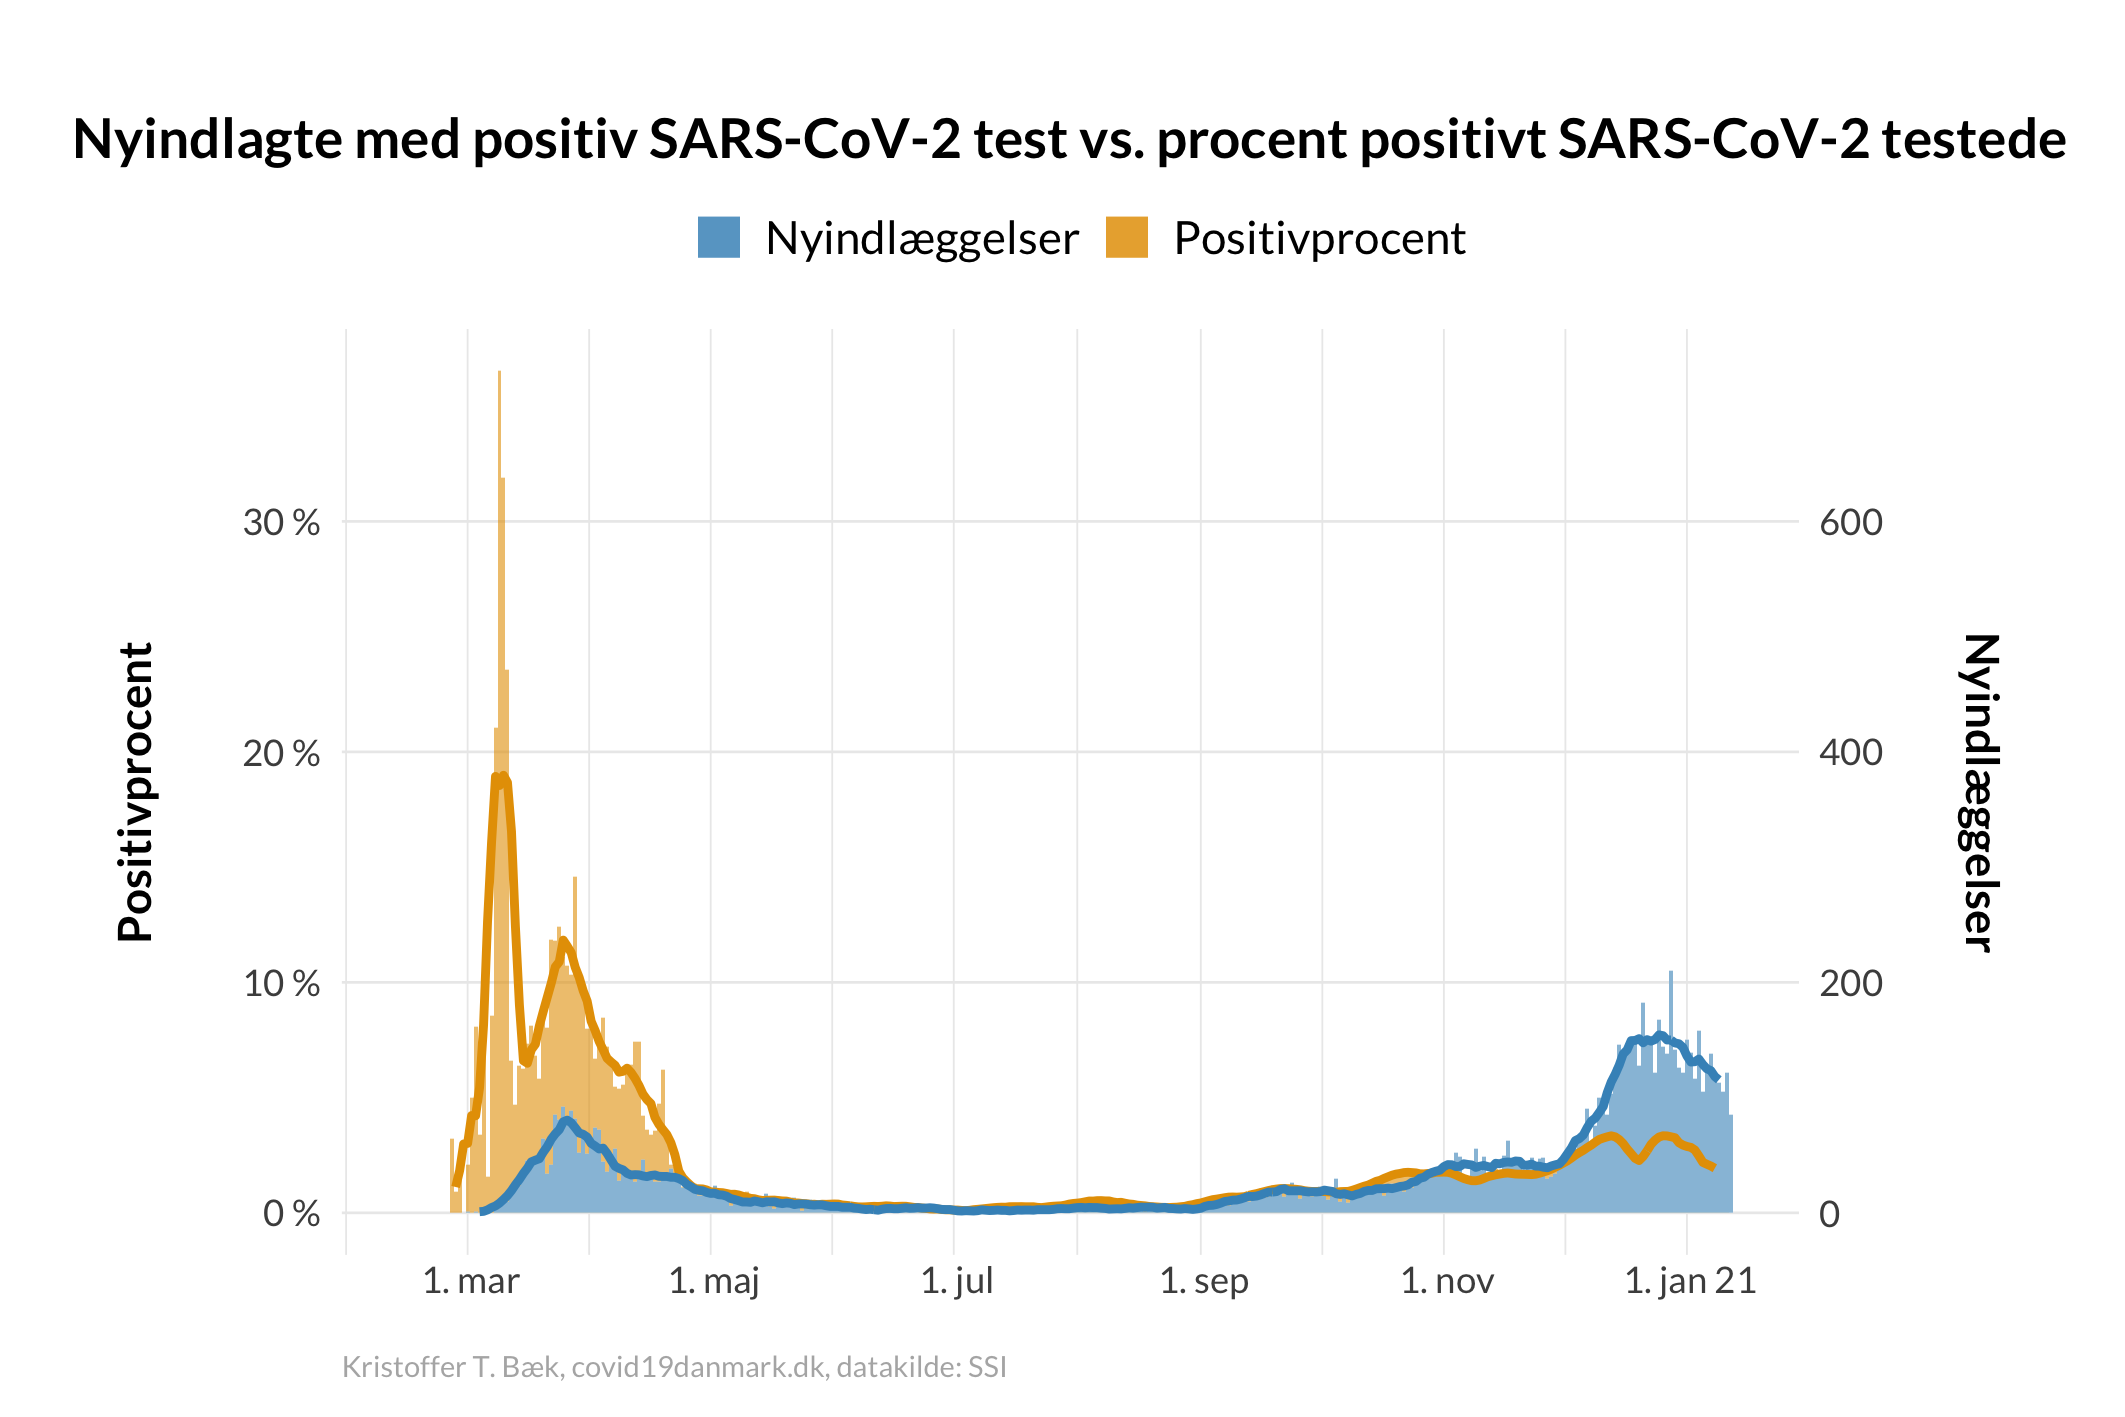 Nyindlagte med positiv SARS-CoV-2 test vs. procent positivt SARS-CoV-2 testede
Nyindlæggelser
Positivprocent
Positivprocent
30 %
20 %
10 %
0 %
600
400
200
0
Nyindlæggelser
1. mar
1. maj
1. jul
1. sep
1. nov
1. jan 21
Kristoffer T. Bæk, covid19danmark.dk, datakilde: SSI